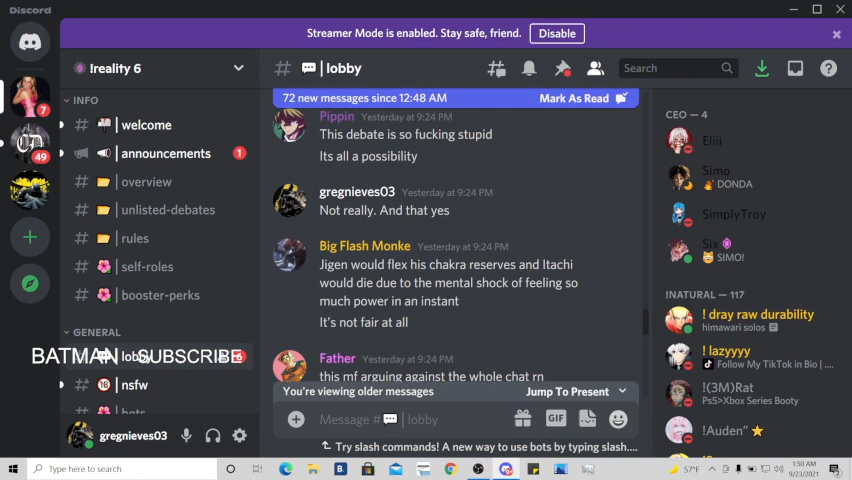 Discord
Streamer Mode is enabled. Stay safe, friend.
Disable
!reality 6
lobby
Search
72 new messages since 12:48 AM
Mark As Read
INFO
welcome
announcements
1
overview
unlisted-debates
rules
self-roles
booster-perks
GENERAL
lobby
nsfw
bots
BATMAN SUBSCRIBE
7
49
Pippin Yesterday at 9:24 PM
This debate is so fucking stupid
Its all a possibility
gregnieves03 Yesterday at 9:24 PM
Not really. And that yes
Big Flash Monke Yesterday at 9:24 PM
Jigen would flex his chakra reserves and Itachi
would die due to the mental shock of feeling so
much power in an instant
It's not fair at all
Father Yesterday at 9:24 PM
this mf arguing against the whole chat rn
You're viewing older messages
Jump To Present
Message # | lobby
GIF
Try slash commands! A new way to use bots by typing slash....
CEO — 4
Eliii
Simo
DONDA
SimplyTroy
Six
SIMO!
!NATURAL — 117
! dray raw durability
himawari solos
! lazyyyy
Follow My TikTok in Bio | ....
! (3M)Rat
Ps5>Xbox Series Booty
!Auden"
gregnieves03
Type here to search
57°F
1:50 AM
9/23/2021